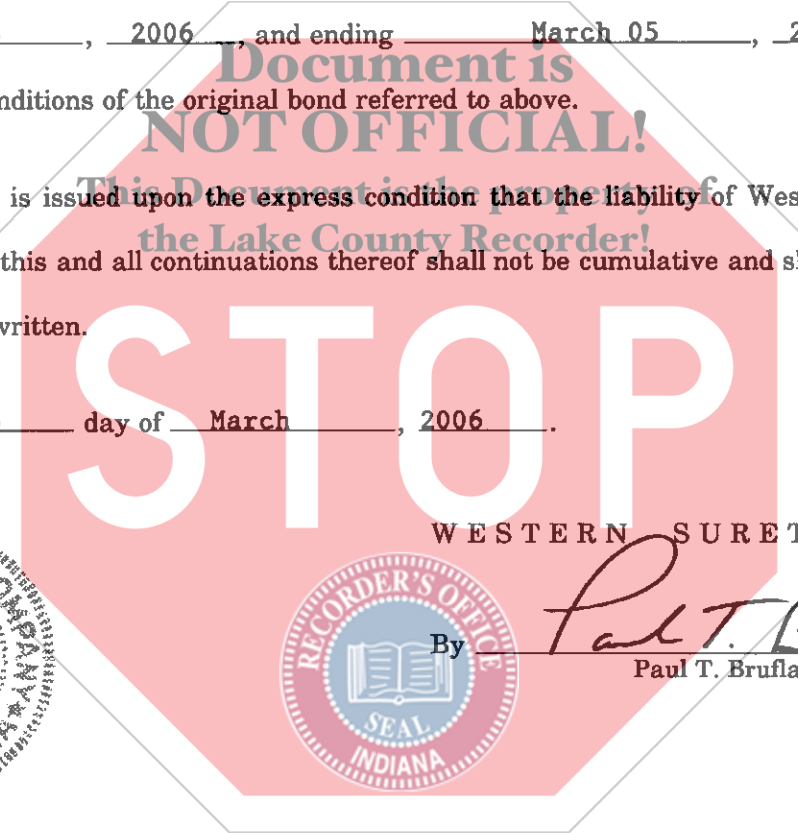 , 2006, and ending March 05, 2
Document is
nditions of the original bond referred to above.
NOT OFFICIAL!
is issued upon the express condition that the liability of Wes
This Document is the property of
the Lake County Recorder!
this and all continuations thereof shall not be cumulative and s
written.
STOP
day of March, 2006.
WESTERN SURET
By Paul T.
Paul T. Brufla
RECORDER'S OFFICE
SEAL
INDIANA
OMPANY